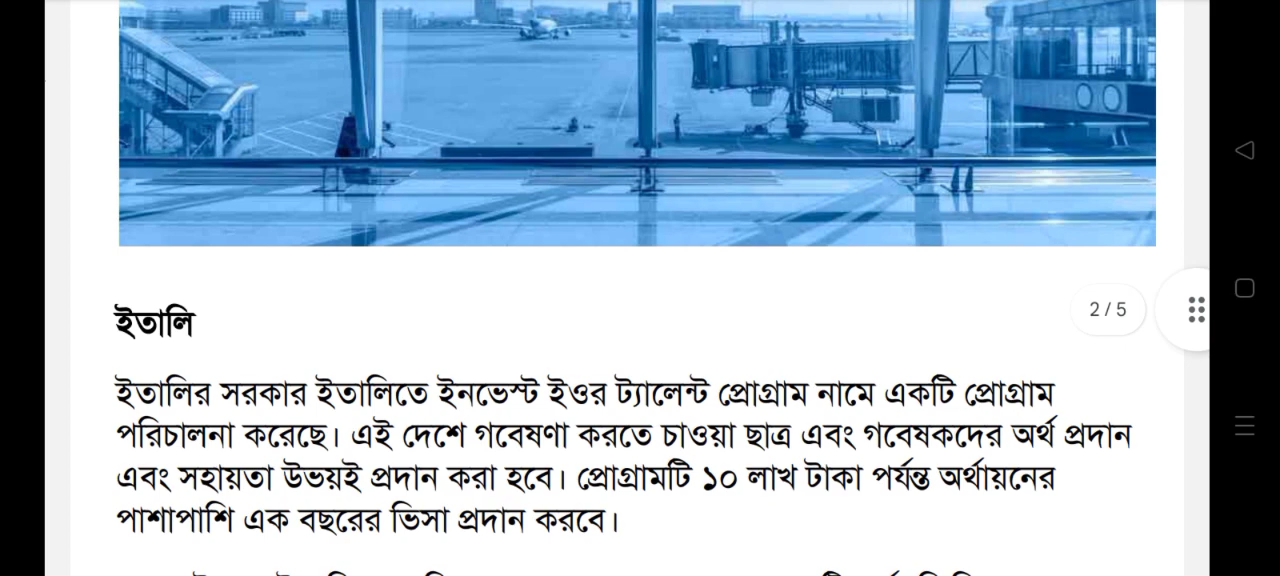 ইতালি
2 / 5
ইতালির সরকার ইতালিতে ইনভেস্ট ইওর ট্যালেন্ট প্রোগ্রাম নামে একটি প্রোগ্রাম
পরিচালনা করেছে। এই দেশে গবেষণা করতে চাওয়া ছাত্র এবং গবেষকদের অর্থ প্রদান
এবং সহায়তা উভয়ই প্রদান করা হবে। প্রোগ্রামটি ১০ লাখ টাকা পর্যন্ত অর্থায়নের
পাশাপাশি এক বছরের ভিসা প্রদান করবে।